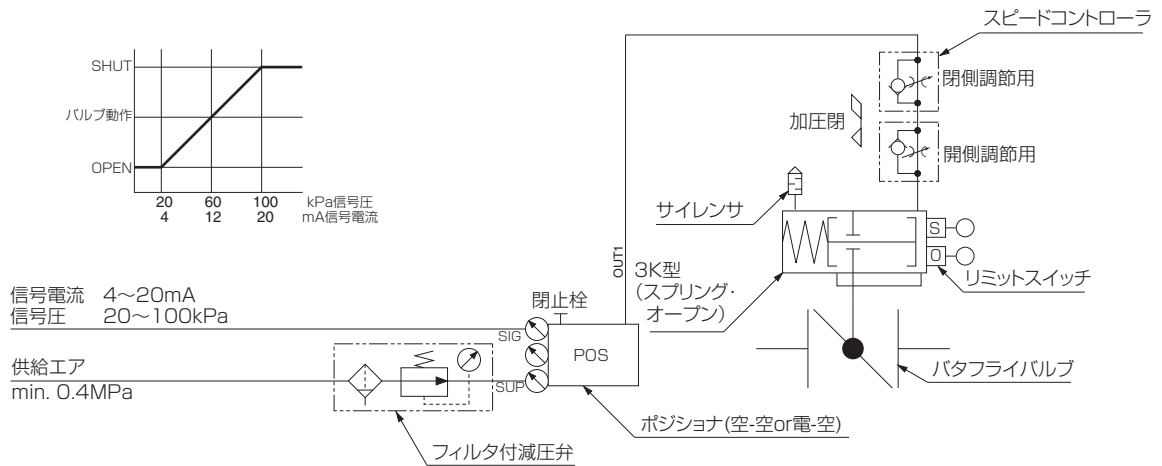 スピードコントローラ
SHUT
バルブ動作
OPEN
20 60 100 kPa信号圧
4 12 20 mA信号電流
閉側調節用
加圧閉
開側調節用
サイレンサ
S
O
リミットスイッチ
OUT1
3K型
(スプリング・
オープン)
信号電流 4〜20mA
信号圧 20〜100kPa
閉止栓
SIG
POS
供給エア
min. 0.4MPa
SUP
バタフライバルブ
ポジショナ(空-空or電-空)
フィルタ付減圧弁